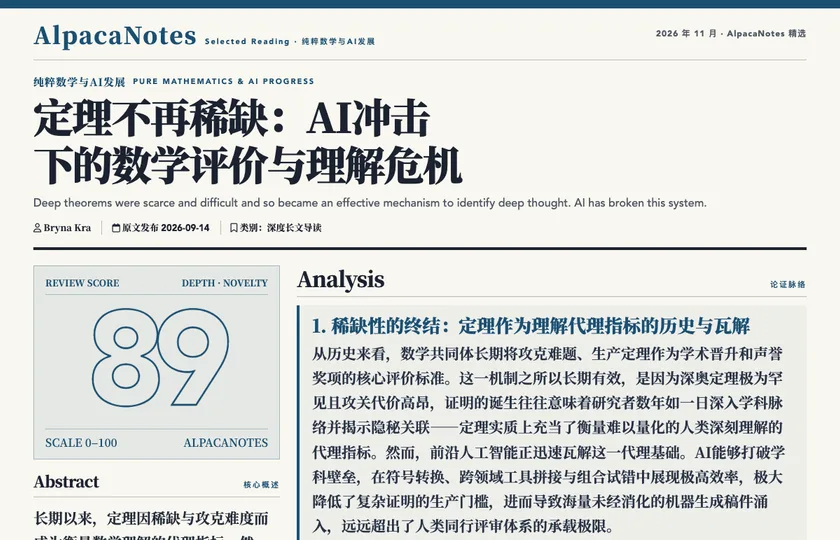 AlpacaNotes Selected Reading · 纯粹数学与AI发展
2026 年 11 月 · AlpacaNotes 精选
纯粹数学与AI发展 PURE MATHEMATICS & AI PROGRESS
定理不再稀缺：AI冲击
下的数学评价与理解危机
Deep theorems were scarce and difficult and so became an effective mechanism to identify deep thought. AI has broken this system.
Bryna Kra
原文发布 2026-09-14
类别：深度长文导读
REVIEW SCORE
DEPTH · NOVELTY
89
SCALE 0–100
ALPACANOTES
Abstract
核心概述
长期以来，定理因稀缺与攻克难度而
Analysis
论证脉络
1. 稀缺性的终结：定理作为理解代理指标的历史与瓦解
从历史来看，数学共同体长期将攻克难题、生产定理作为学术晋升和声誉
奖项的核心评价标准。这一机制之所以长期有效，是因为深奥定理极为罕
见且攻关代价高昂，证明的诞生往往意味着研究者数年如一日深入学科脉
络并揭示隐秘关联——定理实质上充当了衡量难以量化的人类深刻理解的
代理指标。然而，前沿人工智能正迅速瓦解这一代理基础。AI能够打破学
科壁垒，在符号转换、跨领域工具拼接与组合试错中展现极高效率，极大
降低了复杂证明的生产门槛，进而导致海量未经消化的机器生成稿件涌
入，远远超出了人类同行评审体系的承载极限。